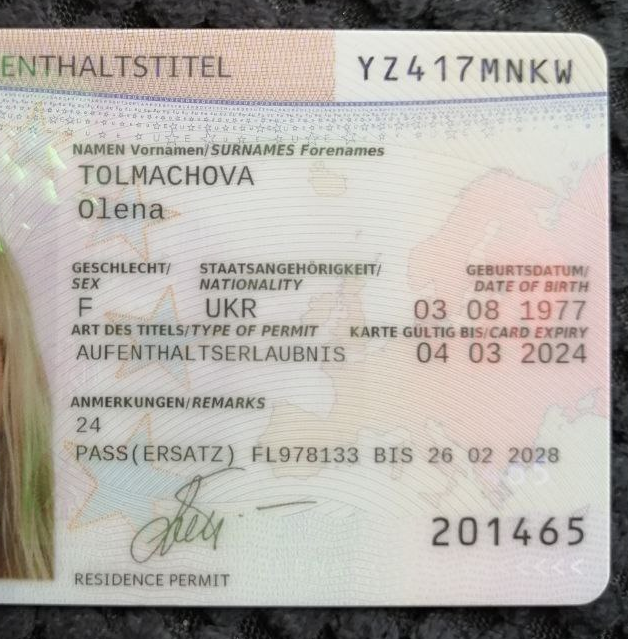 ENTHALTSTITEL YZ417MNKW
NAMEN Vornamen/SURNAMES Forenames
TOLMACHOVA
Olena
GESCHLECHT/ STAATSANGEHÖRIGKEIT/ GEBURTSDATUM/
SEX NATIONALITY DATE OF BIRTH
F UKR 03 08 1977
ART DES TITELS/TYPE OF PERMIT KARTE GÜLTIG BIS/CARD EXPIRY
AUFENTHALTSERLAUBNIS 04 03 2024
ANMERKUNGEN/REMARKS
24
PASS(ERSATZ) FL978133 BIS 26 02 2028
201465
<<<<
RESIDENCE PERMIT